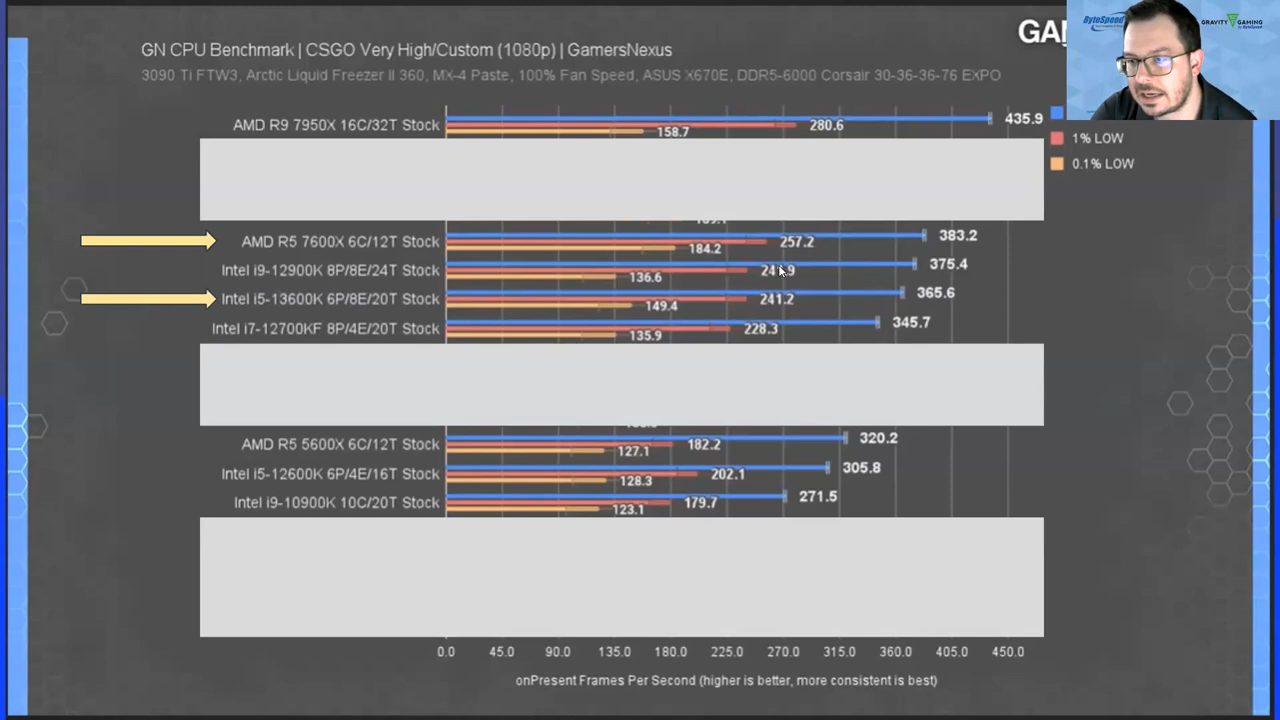 ByteSpeed
GRAVITY GAMING
by ByteSpeed
GA
GN CPU Benchmark | CSGO Very High/Custom (1080p) | GamersNexus
3090 Ti FTW3, Arctic Liquid Freezer II 360, MX-4 Paste, 100% Fan Speed, ASUS X670E, DDR5-6000 Corsair 30-36-36-76 EXPO
AMD R9 7950X 16C/32T Stock 435.9 280.6 158.7
1% LOW
0.1% LOW
AMD R5 7600X 6C/12T Stock 383.2 257.2 184.2
Intel i9-12900K 8P/8E/24T Stock 375.4 136.6
Intel i5-13600K 6P/8E/20T Stock 365.6 241.2 149.4
Intel i7-12700KF 8P/4E/20T Stock 345.7 228.3 135.9
AMD R5 5600X 6C/12T Stock 320.2 182.2 127.1
Intel i5-12600K 6P/4E/16T Stock 305.8 202.1 128.3
Intel i9-10900K 10C/20T Stock 271.5 179.7 123.1
0.0 45.0 90.0 135.0 180.0 225.0 270.0 315.0 360.0 405.0 450.0
onPresent Frames Per Second (higher is better, more consistent is best)